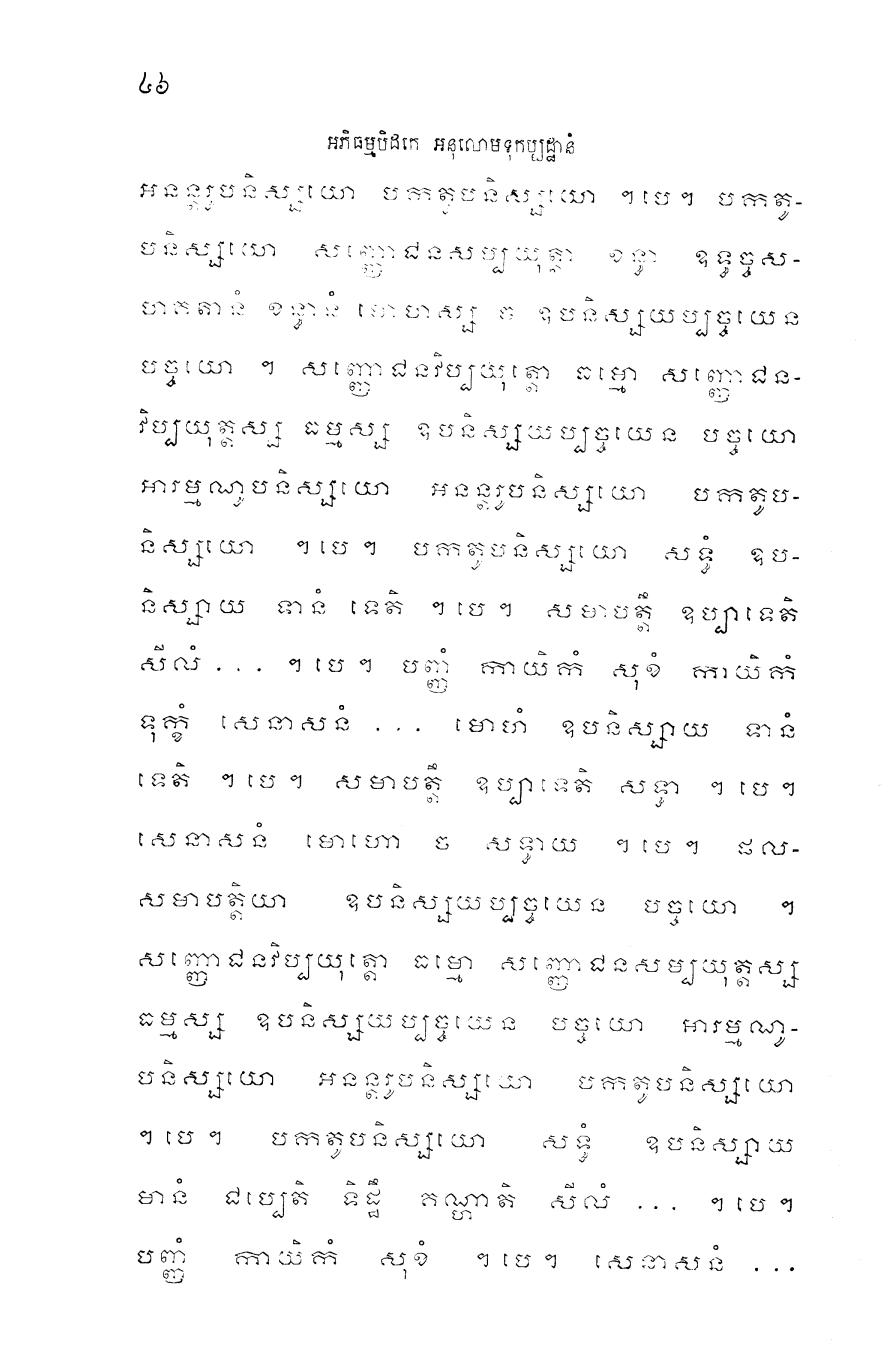 ៤៦
អភិធម្មបិដកេ អនុលោមទុកប្បដ្ឋានំ
អនន្តរូបនិស្សយោ បកតូបនិស្សយោ ។បេ។ បកតូ-
បនិស្សយោ សញ្ញោជនសម្បយុត្តា ខន្ធា ឧទ្ធច្ចស-
ហគតានំ ខន្ធានំ មោហស្ស ច ឧបនិស្សយប្បច្ចយេន
បច្ចយោ ។ សញ្ញោជនវិប្បយុត្តោ ធម្មោ សញ្ញោជន-
វិប្បយុត្តស្ស ធម្មស្ស ឧបនិស្សយប្បច្ចយេន បច្ចយោ
អារម្មណូបនិស្សយោ អនន្តរូបនិស្សយោ បកតូប-
និស្សយោ ។បេ។ បកតូបនិស្សយោ សទ្ធំ ឧប-
និស្សាយ ទានំ ទេតិ ។បេ។ សមាបត្តឹ ឧប្បាទេតិ
សីលំ ... ។បេ។ បញ្ញំ កាយិកំ សុខំ កាយិកំ
ទុក្ខំ សេនាសនំ ... មោហំ ឧបនិស្សាយ ទានំ
ទេតិ ។បេ។ សមាបត្តឹ ឧប្បាទេតិ សទ្ធា ។បេ។
សេនាសនំ មោហោ ច សទ្ធាយ ។បេ។ ផល-
សមាបត្តិយា ឧបនិស្សយប្បច្ចយេន បច្ចយោ ។
សញ្ញោជនវិប្បយុត្តោ ធម្មោ សញ្ញោជនសម្បយុត្តស្ស
ធម្មស្ស ឧបនិស្សយប្បច្ចយេន បច្ចយោ អារម្មណូ-
បនិស្សយោ អនន្តរូបនិស្សយោ បកតូបនិស្សយោ
។បេ។ បកតូបនិស្សយោ សទ្ធំ ឧបនិស្សាយ
មានំ ជប្បេតិ ទិដ្ឋឹ គណ្ហាតិ សីលំ ... ។បេ។
បញ្ញំ កាយិកំ សុខំ ។បេ។ សេនាសនំ ...